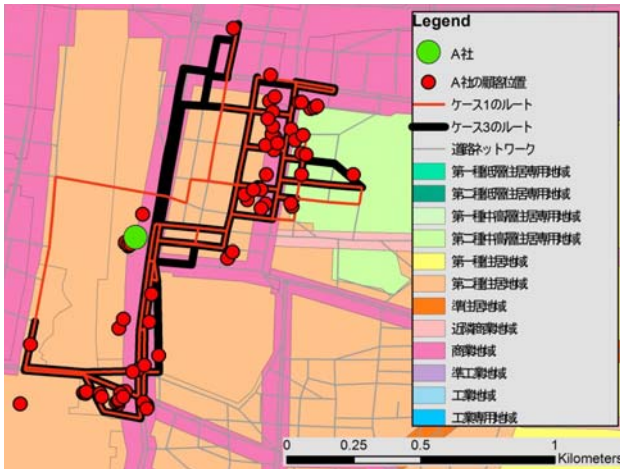 Legend
A社
A社の顧客位置
ケース1のルート
ケース3のルート
道路ネットワーク
第一種低層住居専用地域
第二種低層住居専用地域
第一種中高層住居専用地域
第二種中高層住居専用地域
第一種住居地域
第二種住居地域
準住居地域
近隣商業地域
商業地域
準工業地域
工業地域
工業専用地域
0 0.25 0.5 1
Kilometers